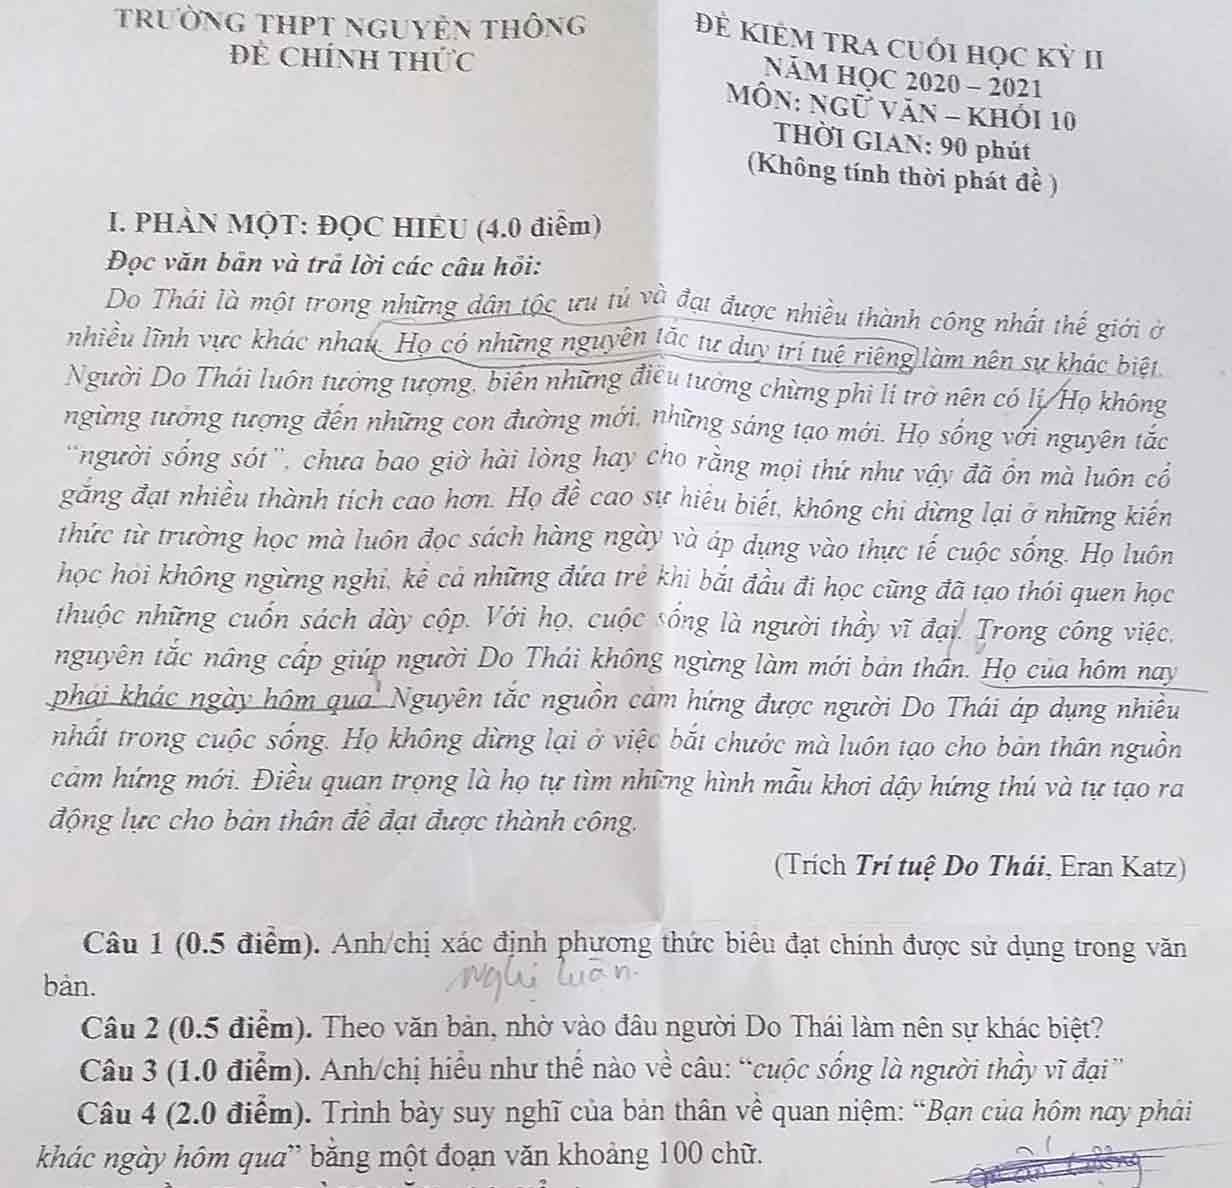 TRƯỜNG THPT NGUYỄN THÔNG
ĐỀ CHÍNH THỨC
ĐỀ KIỂM TRA CUỐI HỌC KỲ II
NĂM HỌC 2020 – 2021
MÔN: NGỮ VĂN – KHỐI 10
THỜI GIAN: 90 phút
(Không tính thời phát đề )
I. PHẦN MỘT: ĐỌC HIỂU (4.0 điểm)
Đọc văn bản và trả lời các câu hỏi:
Do Thái là một trong những dân tộc ưu tú và đạt được nhiều thành công nhất thế giới ở
nhiều lĩnh vực khác nhau. Họ có những nguyên tắc tư duy trí tuệ riêng làm nên sự khác biệt.
Người Do Thái luôn tưởng tượng, biến những điều tưởng chừng phi lí trở nên có lí. Họ không
ngừng tưởng tượng đến những con đường mới, những sáng tạo mới. Họ sống với nguyên tắc
“người sống sót”, chưa bao giờ hài lòng hay cho rằng mọi thứ như vậy đã ổn mà luôn cố
gắng đạt nhiều thành tích cao hơn. Họ đề cao sự hiểu biết, không chỉ dừng lại ở những kiến
thức từ trường học mà luôn đọc sách hàng ngày và áp dụng vào thực tế cuộc sống. Họ luôn
học hỏi không ngừng nghỉ, kể cả những đứa trẻ khi bắt đầu đi học cũng đã tạo thói quen học
thuộc những cuốn sách dày cộp. Với họ, cuộc sống là người thầy vĩ đại. Trong công việc,
nguyên tắc nâng cấp giúp người Do Thái không ngừng làm mới bản thân. Họ của hôm nay
phải khác ngày hôm qua. Nguyên tắc nguồn cảm hứng được người Do Thái áp dụng nhiều
nhất trong cuộc sống. Họ không dừng lại ở việc bắt chước mà luôn tạo cho bản thân nguồn
cảm hứng mới. Điều quan trọng là họ tự tìm những hình mẫu khơi dậy hứng thú và tự tạo ra
động lực cho bản thân để đạt được thành công.
(Trích Trí tuệ Do Thái, Eran Katz)
Câu 1 (0.5 điểm). Anh/chị xác định phương thức biểu đạt chính được sử dụng trong văn
bản.
Nghị luận.
Câu 2 (0.5 điểm). Theo văn bản, nhờ vào đâu người Do Thái làm nên sự khác biệt?
Câu 3 (1.0 điểm). Anh/chị hiểu như thế nào về câu: “cuộc sống là người thầy vĩ đại”
Câu 4 (2.0 điểm). Trình bày suy nghĩ của bản thân về quan niệm: “Bạn của hôm nay phải
khác ngày hôm qua” bằng một đoạn văn khoảng 100 chữ.